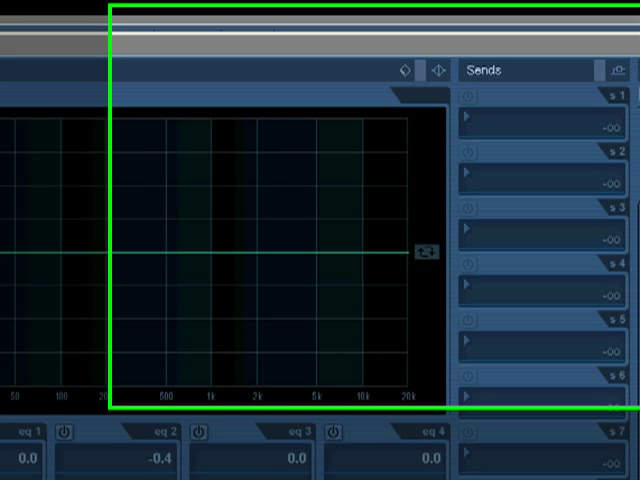 Sends
s 1
-oo
s 2
-oo
s 3
-oo
s 4
-oo
s 5
-oo
s 6
50 100 500 1k 2k 5k 10k 20k
eq 1 eq 2 eq 3 eq 4 s 7
0.0 -0.4 0.0 0.0 -oo